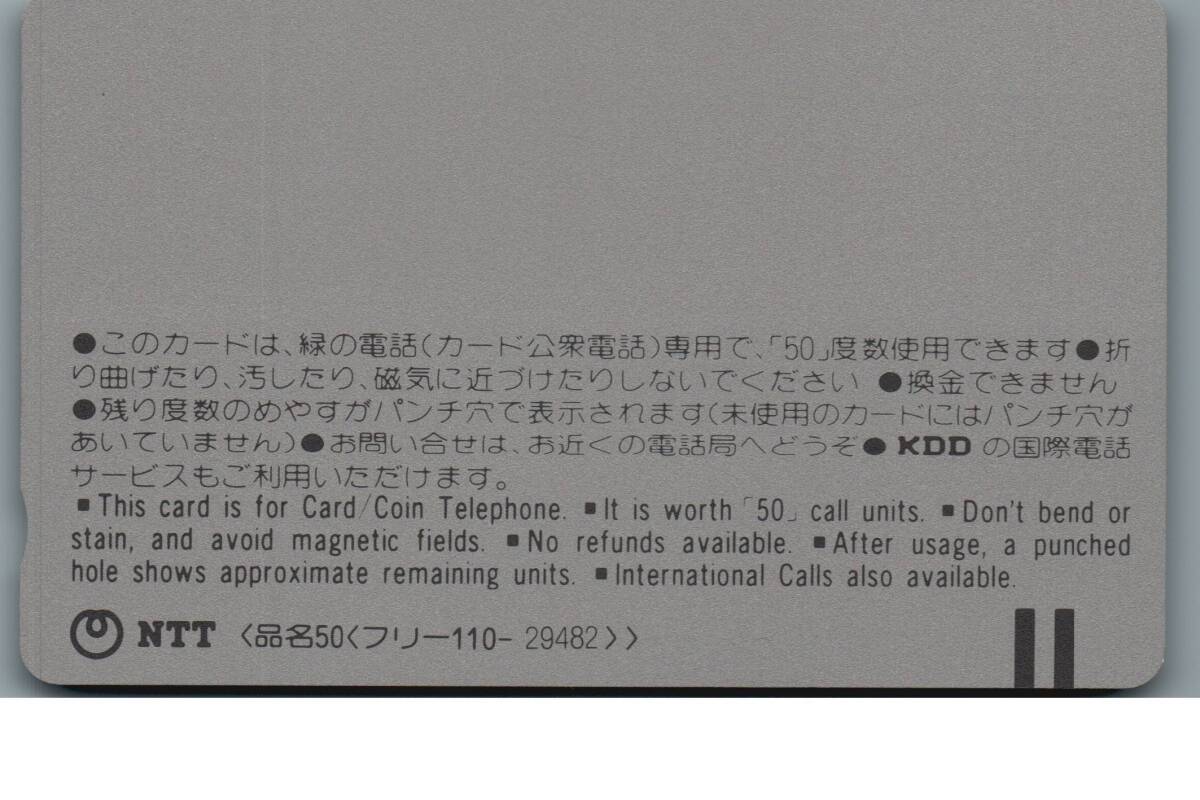 ●このカードは、緑の電話(カード公衆電話)専用で、「50」度数使用できます●折
り曲げたり、汚したり、磁気に近づけたりしないでください ●換金できません
●残り度数のめやすがパンチ穴で表示されます(未使用のカードにはパンチ穴が
あいていません)●お問い合せは、お近くの電話局へどうぞ● KDD の国際電話
サービスもご利用いただけます。
■This card is for Card/Coin Telephone. ■It is worth「50」call units. ■Don't bend or
stain, and avoid magnetic fields. ■No refunds available. ■After usage, a punched
hole shows approximate remaining units. ■International Calls also available.
NTT 〈品名50〈フリー110- 29482〉〉